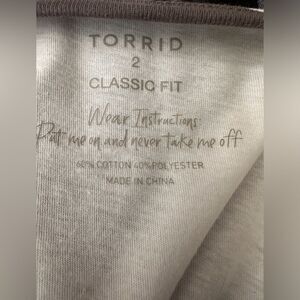 TORRID
2
CLASSIC FIT
Wear Instructions:
Put me on and never take me off
60% COTTON 40% POLYESTER
MADE IN CHINA